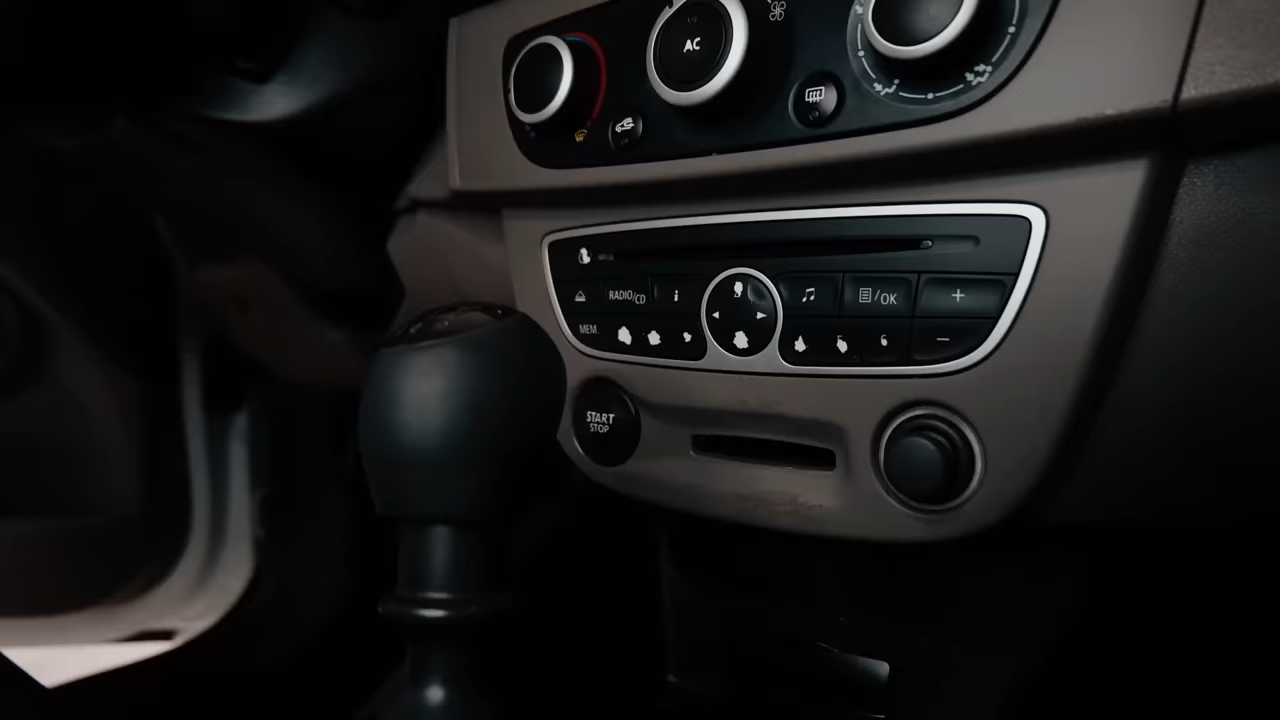 AC
RADIO/CD
i
/OK
+
MEM.
−
START
STOP